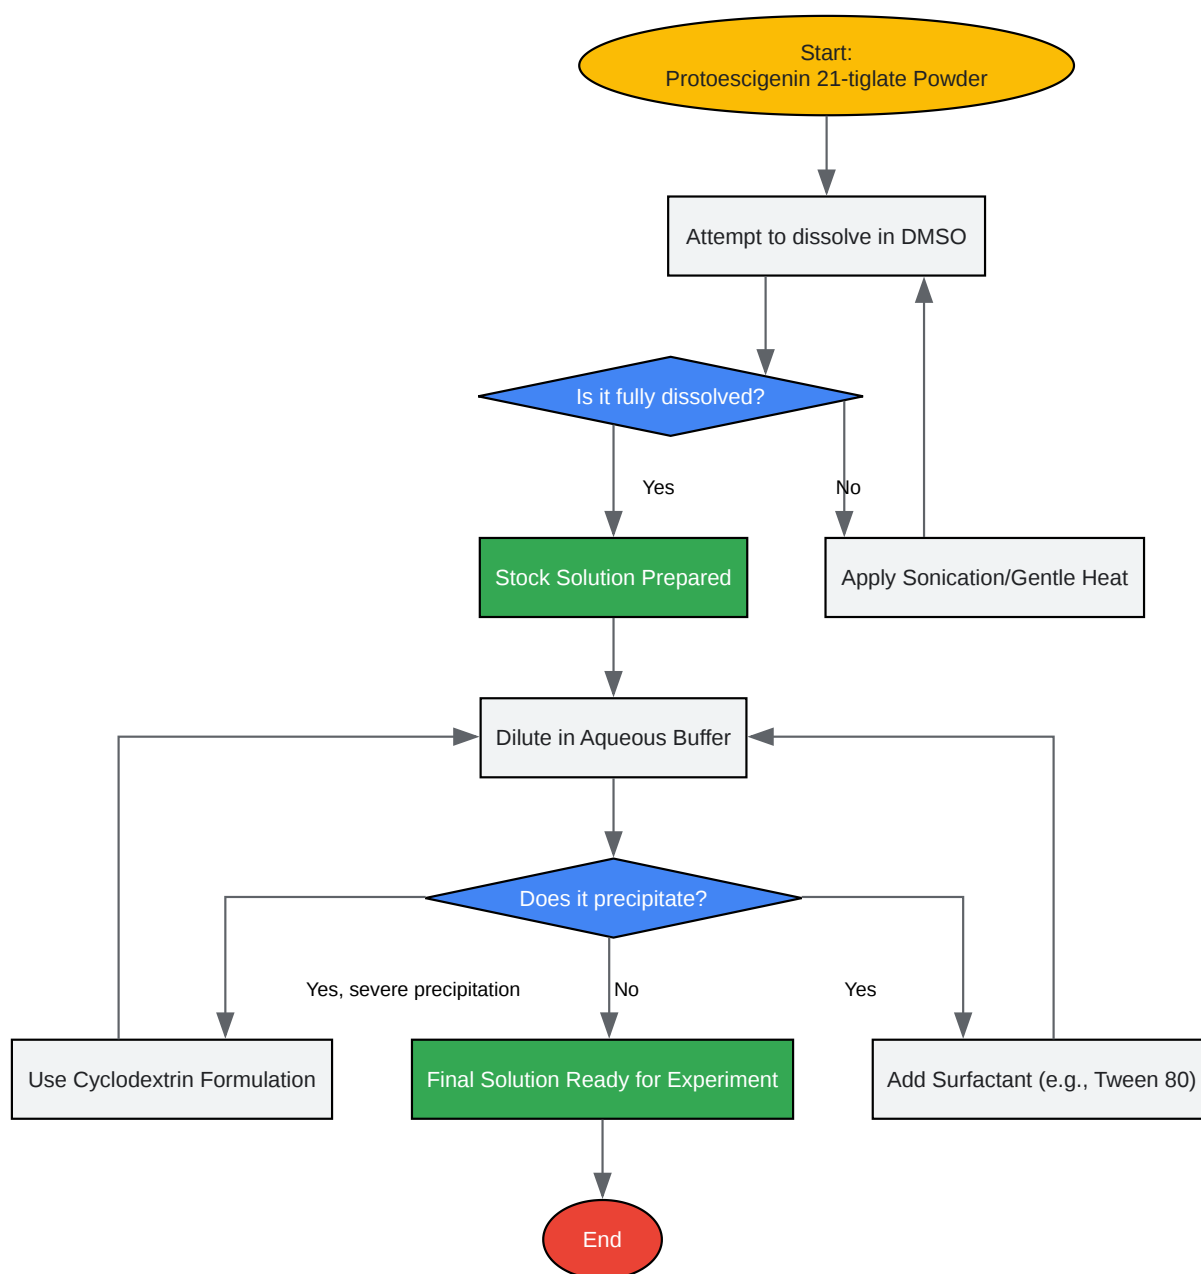 Start:
Protoescigenin 21-tiglate Powder
Attempt to dissolve in DMSO
Is it fully dissolved?
Yes
No
Stock Solution Prepared
Apply Sonication/Gentle Heat
Dilute in Aqueous Buffer
Does it precipitate?
Yes, severe precipitation
No
Yes
Use Cyclodextrin Formulation
Final Solution Ready for Experiment
Add Surfactant (e.g., Tween 80)
End